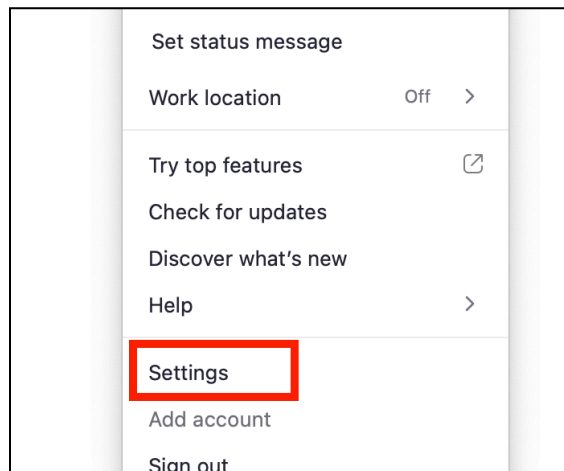 Set status message
Work location Off
Try top features
Check for updates
Discover what's new
Help
Settings
Add account
Sign out